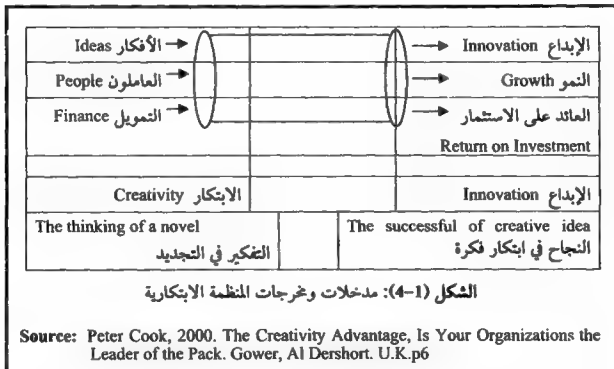 Ideas الأفكار
الإبداع Innovation
People العاملون
النمو Growth
Finance التمويل
العائد على الاستثمار
Return on Investment
Creativity الابتكار
الإبداع Innovation
The thinking of a novel
التفكير في التجديد
The successful of creative idea
النجاح في ابتكار فكرة
الشكل (1-4): مدخلات ومخرجات المنظمة الابتكارية
Source: Peter Cook, 2000. The Creativity Advantage, Is Your Organizations the
Leader of the Pack. Gower, Al Dershort. U.K.p6